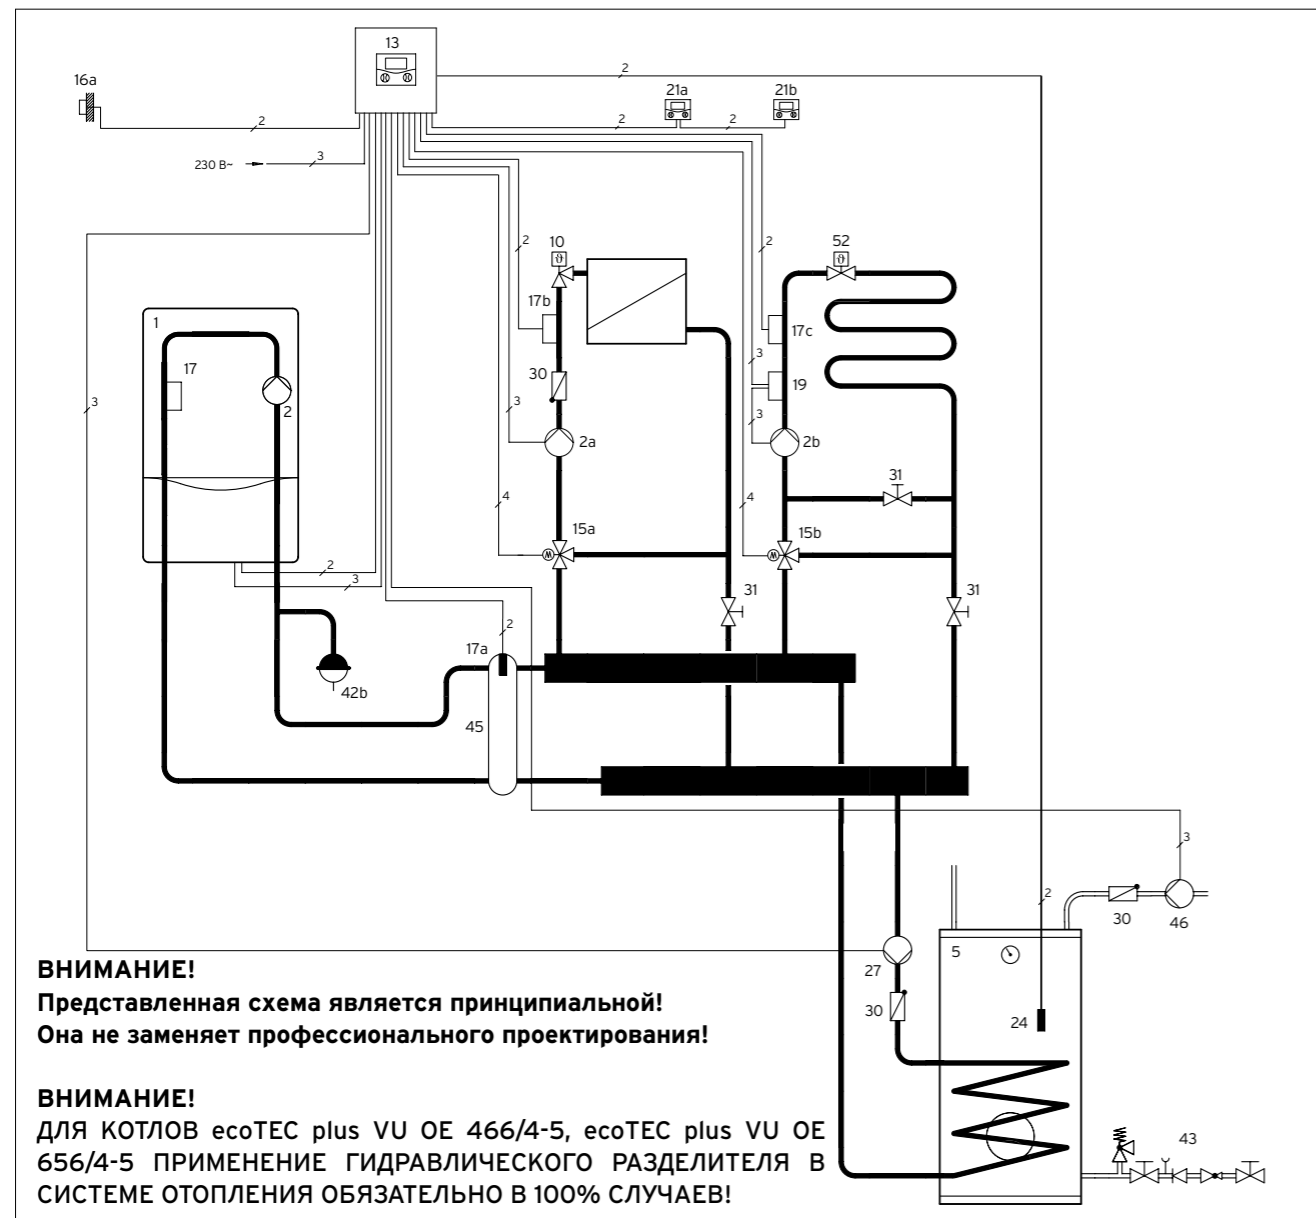 13
16a
2
21a
21b
2
2
2
230 В~
3
10
52
2
2
17b
17c
1
17
30
3
19
3
2
3
3
2a
2b
31
4
4
15a
15b
2
3
31
31
2
17a
42b
45
3
2
30
46
27
5
30
24
43
ВНИМАНИЕ!
Представленная схема является принципиальной!
Она не заменяет профессионального проектирования!
ВНИМАНИЕ!
ДЛЯ КОТЛОВ ecoTEC plus VU OE 466/4-5, ecoTEC plus VU OE
656/4-5 ПРИМЕНЕНИЕ ГИДРАВЛИЧЕСКОГО РАЗДЕЛИТЕЛЯ В
СИСТЕМЕ ОТОПЛЕНИЯ ОБЯЗАТЕЛЬНО В 100% СЛУЧАЕВ!